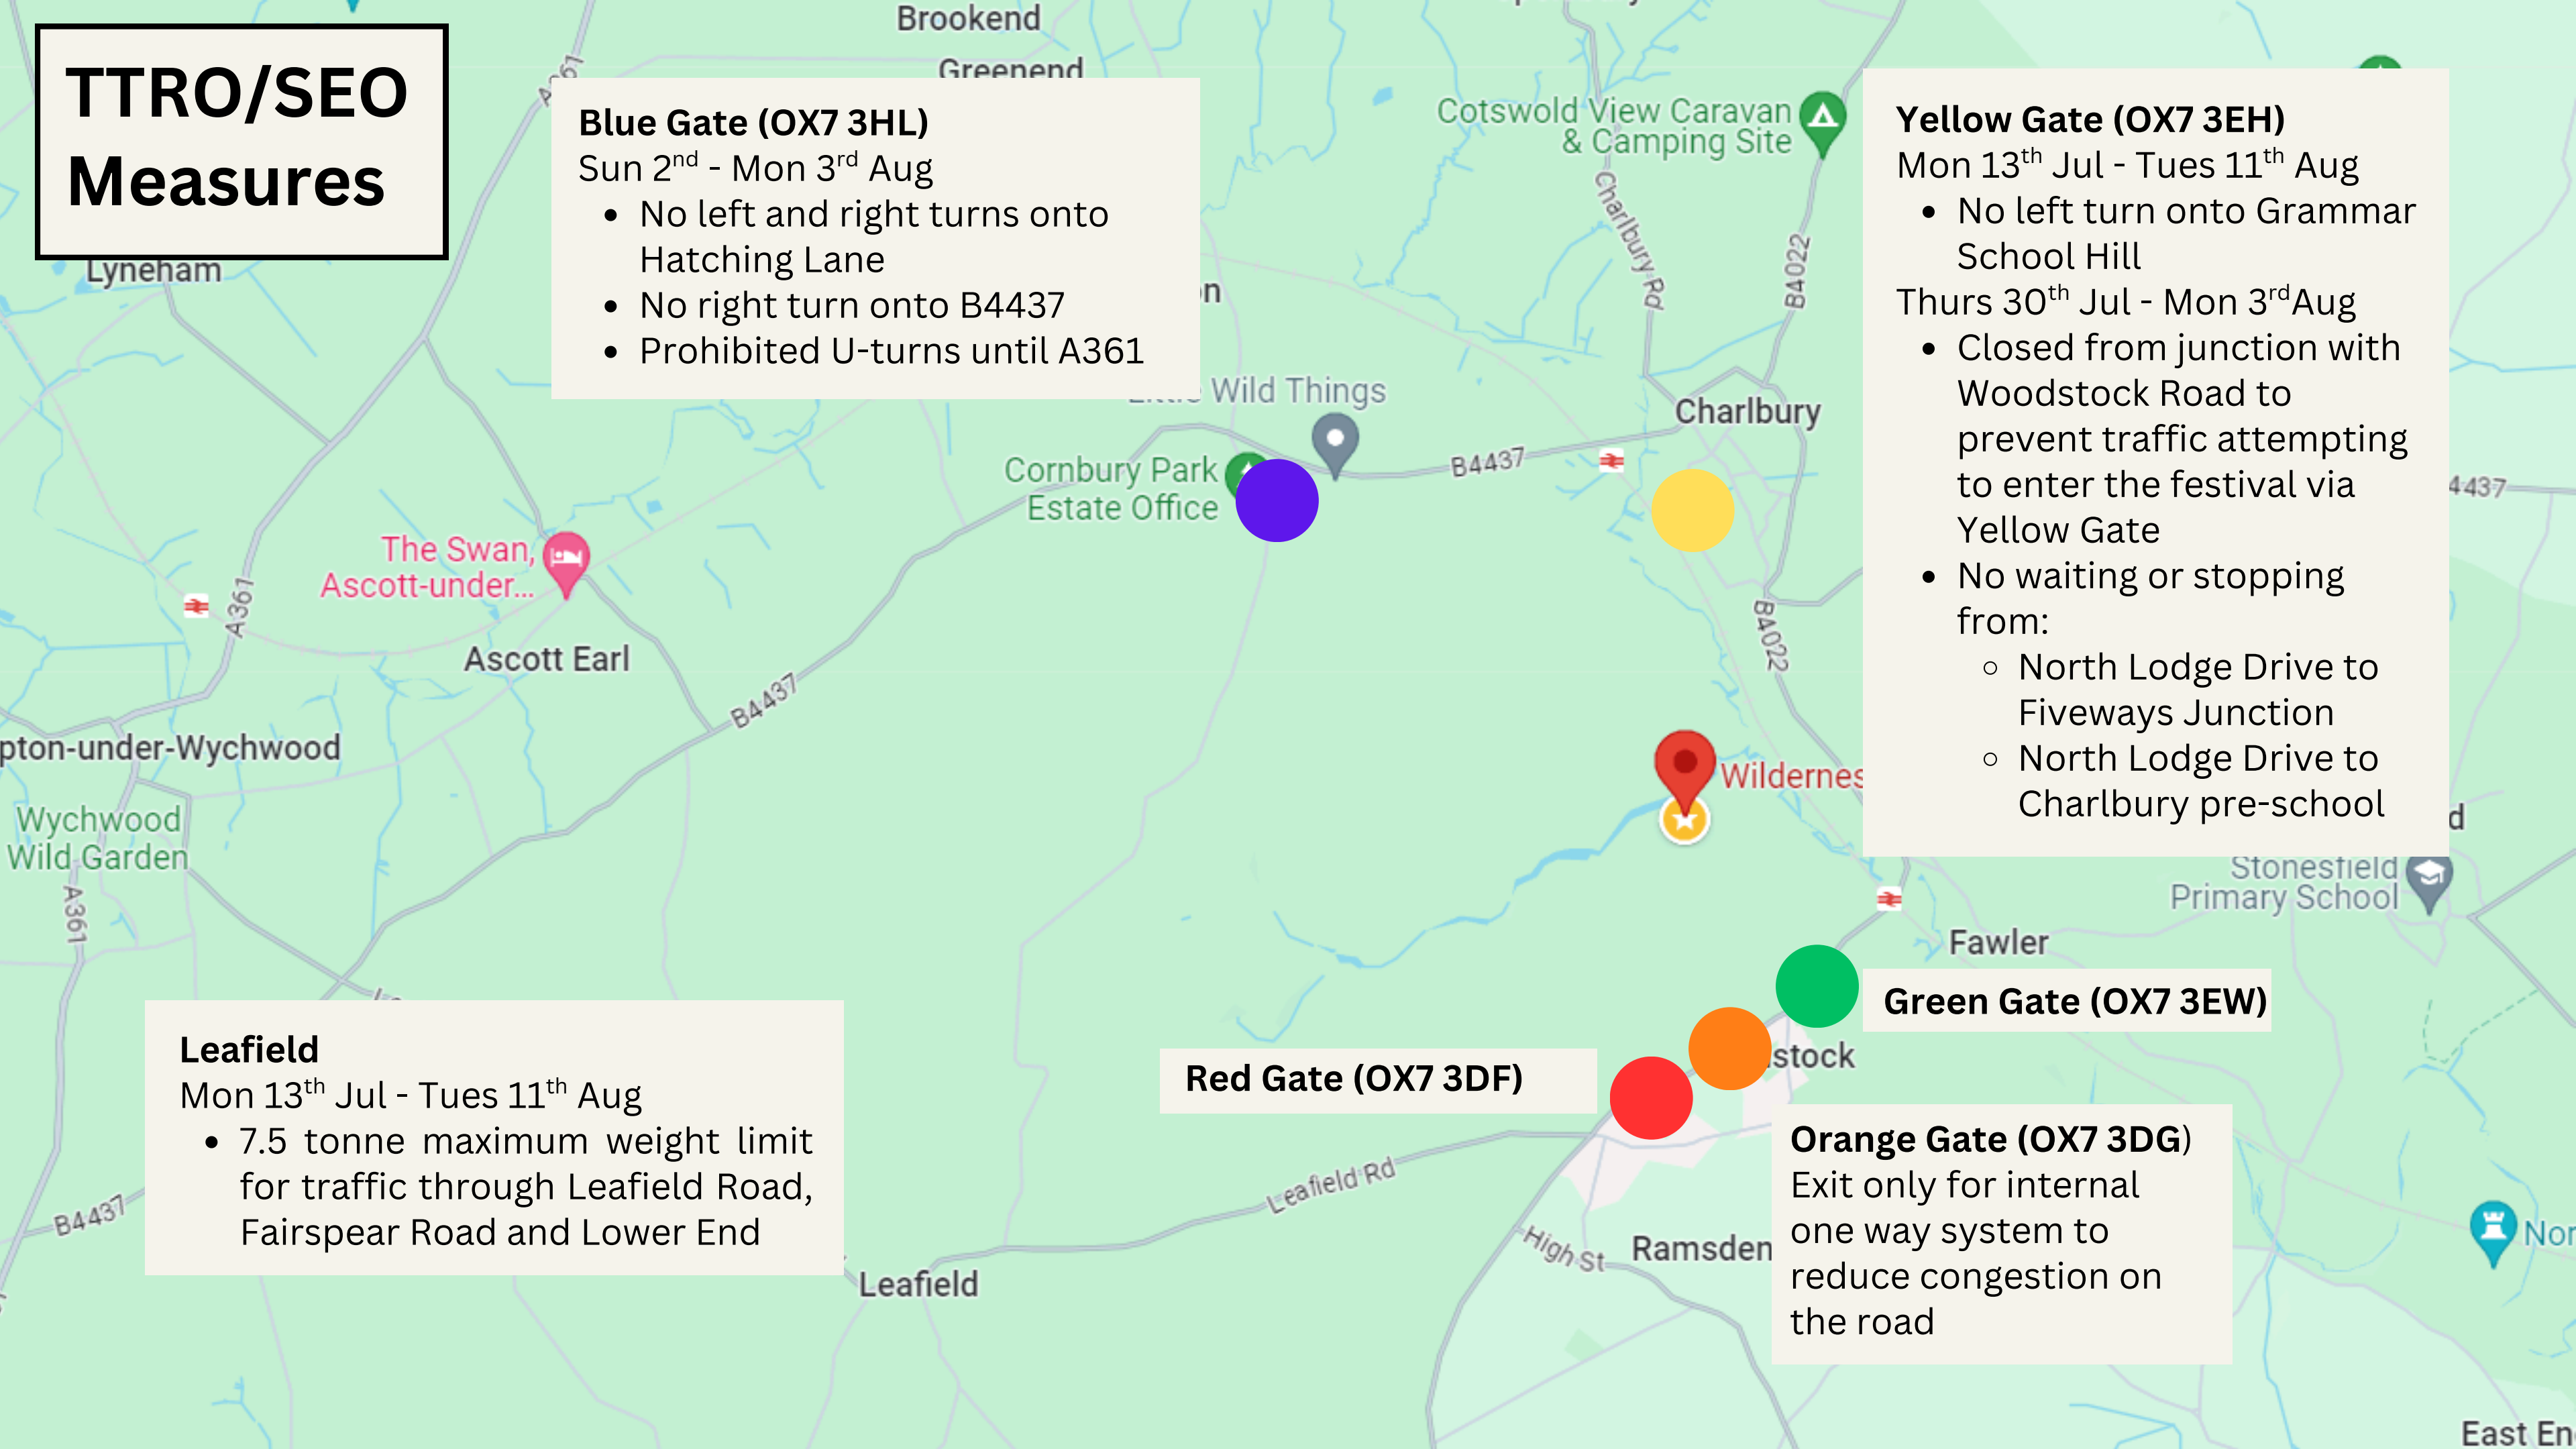 TTRO/SEO
Measures
Brookend
Greenend
A361
Blue Gate (OX7 3HL)
Sun 2nd - Mon 3rd Aug
• No left and right turns onto
Hatching Lane
• No right turn onto B4437
• Prohibited U-turns until A361
Yellow Gate (OX7 3EH)
Mon 13th Jul - Tues 11th Aug
• No left turn onto Grammar
School Hill
Thurs 30th Jul - Mon 3rdAug
• Closed from junction with
Woodstock Road to
prevent traffic attempting
to enter the festival via
Yellow Gate
• No waiting or stopping
from:
○ North Lodge Drive to
Fiveways Junction
○ North Lodge Drive to
Charlbury pre-school
Cotswold View Caravan
& Camping Site
Charlbury Rd
B4022
Lyneham
on
Little Wild Things
Charlbury
Cornbury Park
Estate Office
B4437
4437
The Swan,
Ascott-under...
A361
Ascott Earl
B4022
B4437
pton-under-Wychwood
Wildernes
Wychwood
Wild Garden
d
Stonesfield
Primary School
A361
Fawler
Green Gate (OX7 3EW)
stock
Red Gate (OX7 3DF)
Leafield
Mon 13th Jul - Tues 11th Aug
• 7.5 tonne maximum weight limit
for traffic through Leafield Road,
Fairspear Road and Lower End
Orange Gate (OX7 3DG)
Exit only for internal
one way system to
reduce congestion on
the road
Leafield Rd
B4437
High St
Ramsden
Nor
Leafield
East En